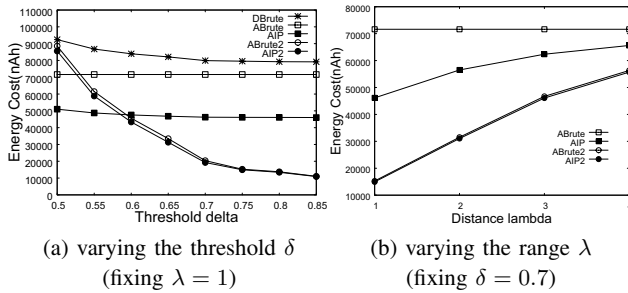 110000
100000
90000
80000
70000
60000
50000
40000
30000
20000
10000
0
Energy Cost(nAh)
0.5 0.55 0.6 0.65 0.7 0.75 0.8 0.85
Threshold delta
DBrute
ABrute
AIP
ABrute2
AIP2
(a) varying the threshold δ
(fixing λ = 1)
80000
70000
60000
50000
40000
30000
20000
10000
Energy Cost(nAh)
1 2 3
Distance lambda
ABrute
AIP
ABrute2
AIP2
(b) varying the range λ
(fixing δ = 0.7)